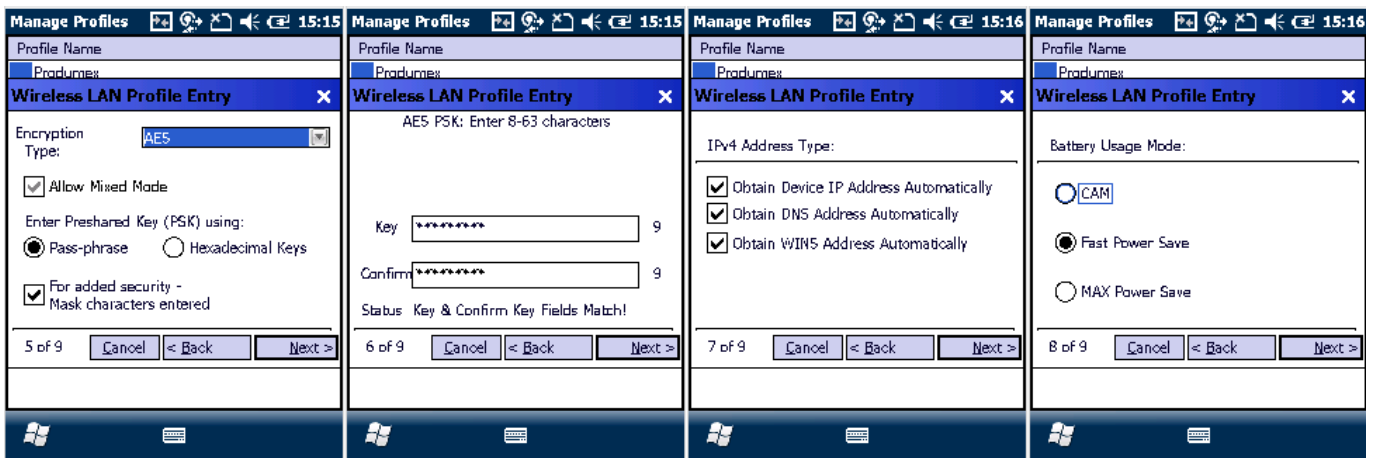 Manage Profiles 15:15
Profile Name
Produmex
Wireless LAN Profile Entry
Encryption
Type:
AES
Allow Mixed Mode
Enter Preshared Key (PSK) using:
Pass-phrase Hexadecimal Keys
For added security -
Mask characters entered
5 of 9 Cancel < Back Next >
Manage Profiles 15:15
Profile Name
Produmex
Wireless LAN Profile Entry
AES PSK: Enter 8-63 characters
Key ********* 9
Confirm ********* 9
Status Key & Confirm Key Fields Match!
6 of 9 Cancel < Back Next >
Manage Profiles 15:16
Profile Name
Produmex
Wireless LAN Profile Entry
IPv4 Address Type:
Obtain Device IP Address Automatically
Obtain DNS Address Automatically
Obtain WINS Address Automatically
7 of 9 Cancel < Back Next >
Manage Profiles 15:16
Profile Name
Produmex
Wireless LAN Profile Entry
Battery Usage Mode:
CAM
Fast Power Save
MAX Power Save
8 of 9 Cancel < Back Next >